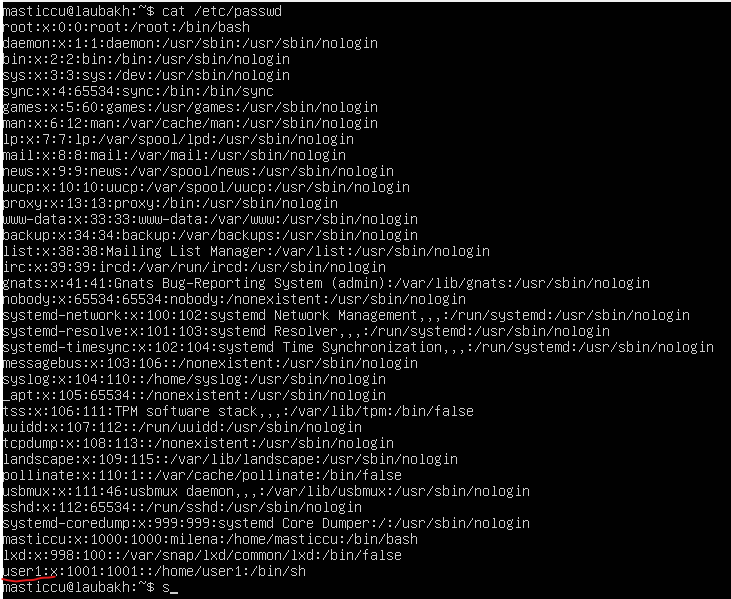 masticcu@laubakh:~$ cat /etc/passwd
root:x:0:0:root:/root:/bin/bash
daemon:x:1:1:daemon:/usr/sbin:/usr/sbin/nologin
bin:x:2:2:bin:/bin:/usr/sbin/nologin
sys:x:3:3:sys:/dev:/usr/sbin/nologin
sync:x:4:65534:sync:/bin:/bin/sync
games:x:5:60:games:/usr/games:/usr/sbin/nologin
man:x:6:12:man:/var/cache/man:/usr/sbin/nologin
lp:x:7:7:lp:/var/spool/lpd:/usr/sbin/nologin
mail:x:8:8:mail:/var/mail:/usr/sbin/nologin
news:x:9:9:news:/var/spool/news:/usr/sbin/nologin
uucp:x:10:10:uucp:/var/spool/uucp:/usr/sbin/nologin
proxy:x:13:13:proxy:/bin:/usr/sbin/nologin
www-data:x:33:33:www-data:/var/www:/usr/sbin/nologin
backup:x:34:34:backup:/var/backups:/usr/sbin/nologin
list:x:38:38:Mailing List Manager:/var/list:/usr/sbin/nologin
irc:x:39:39:ircd:/var/run/ircd:/usr/sbin/nologin
gnats:x:41:41:Gnats Bug-Reporting System (admin):/var/lib/gnats:/usr/sbin/nologin
nobody:x:65534:65534:nobody:/nonexistent:/usr/sbin/nologin
systemd-network:x:100:102:systemd Network Management,,,:/run/systemd:/usr/sbin/nologin
systemd-resolve:x:101:103:systemd Resolver,,,:/run/systemd:/usr/sbin/nologin
systemd-timesync:x:102:104:systemd Time Synchronization,,,:/run/systemd:/usr/sbin/nologin
messagebus:x:103:106::/nonexistent:/usr/sbin/nologin
syslog:x:104:110::/home/syslog:/usr/sbin/nologin
_apt:x:105:65534::/nonexistent:/usr/sbin/nologin
tss:x:106:111:TPM software stack,,,:/var/lib/tpm:/bin/false
uuidd:x:107:112::/run/uuidd:/usr/sbin/nologin
tcpdump:x:108:113::/nonexistent:/usr/sbin/nologin
landscape:x:109:115::/var/lib/landscape:/usr/sbin/nologin
pollinate:x:110:1::/var/cache/pollinate:/bin/false
usbmux:x:111:46:usbmux daemon,,,:/var/lib/usbmux:/usr/sbin/nologin
sshd:x:112:65534::/run/sshd:/usr/sbin/nologin
systemd-coredump:x:999:999:systemd Core Dumper:/:/usr/sbin/nologin
masticcu:x:1000:1000:milena:/home/masticcu:/bin/bash
lxd:x:998:100::/var/snap/lxd/common/lxd:/bin/false
user1:x:1001:1001::/home/user1:/bin/sh
masticcu@laubakh:~$ s_